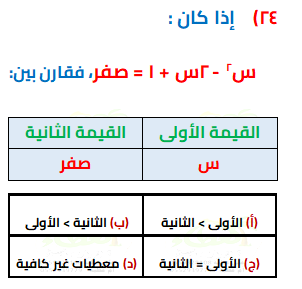 ٢٤) إذا كان :
س٢ - ٢س + ١ = صفر، فقارن بين:
القيمة الأولى القيمة الثانية
س صفر
(أ) الأولى > الثانية (ب) الثانية > الأولى
(ج) الأولى = الثانية (د) معطيات غير كافية